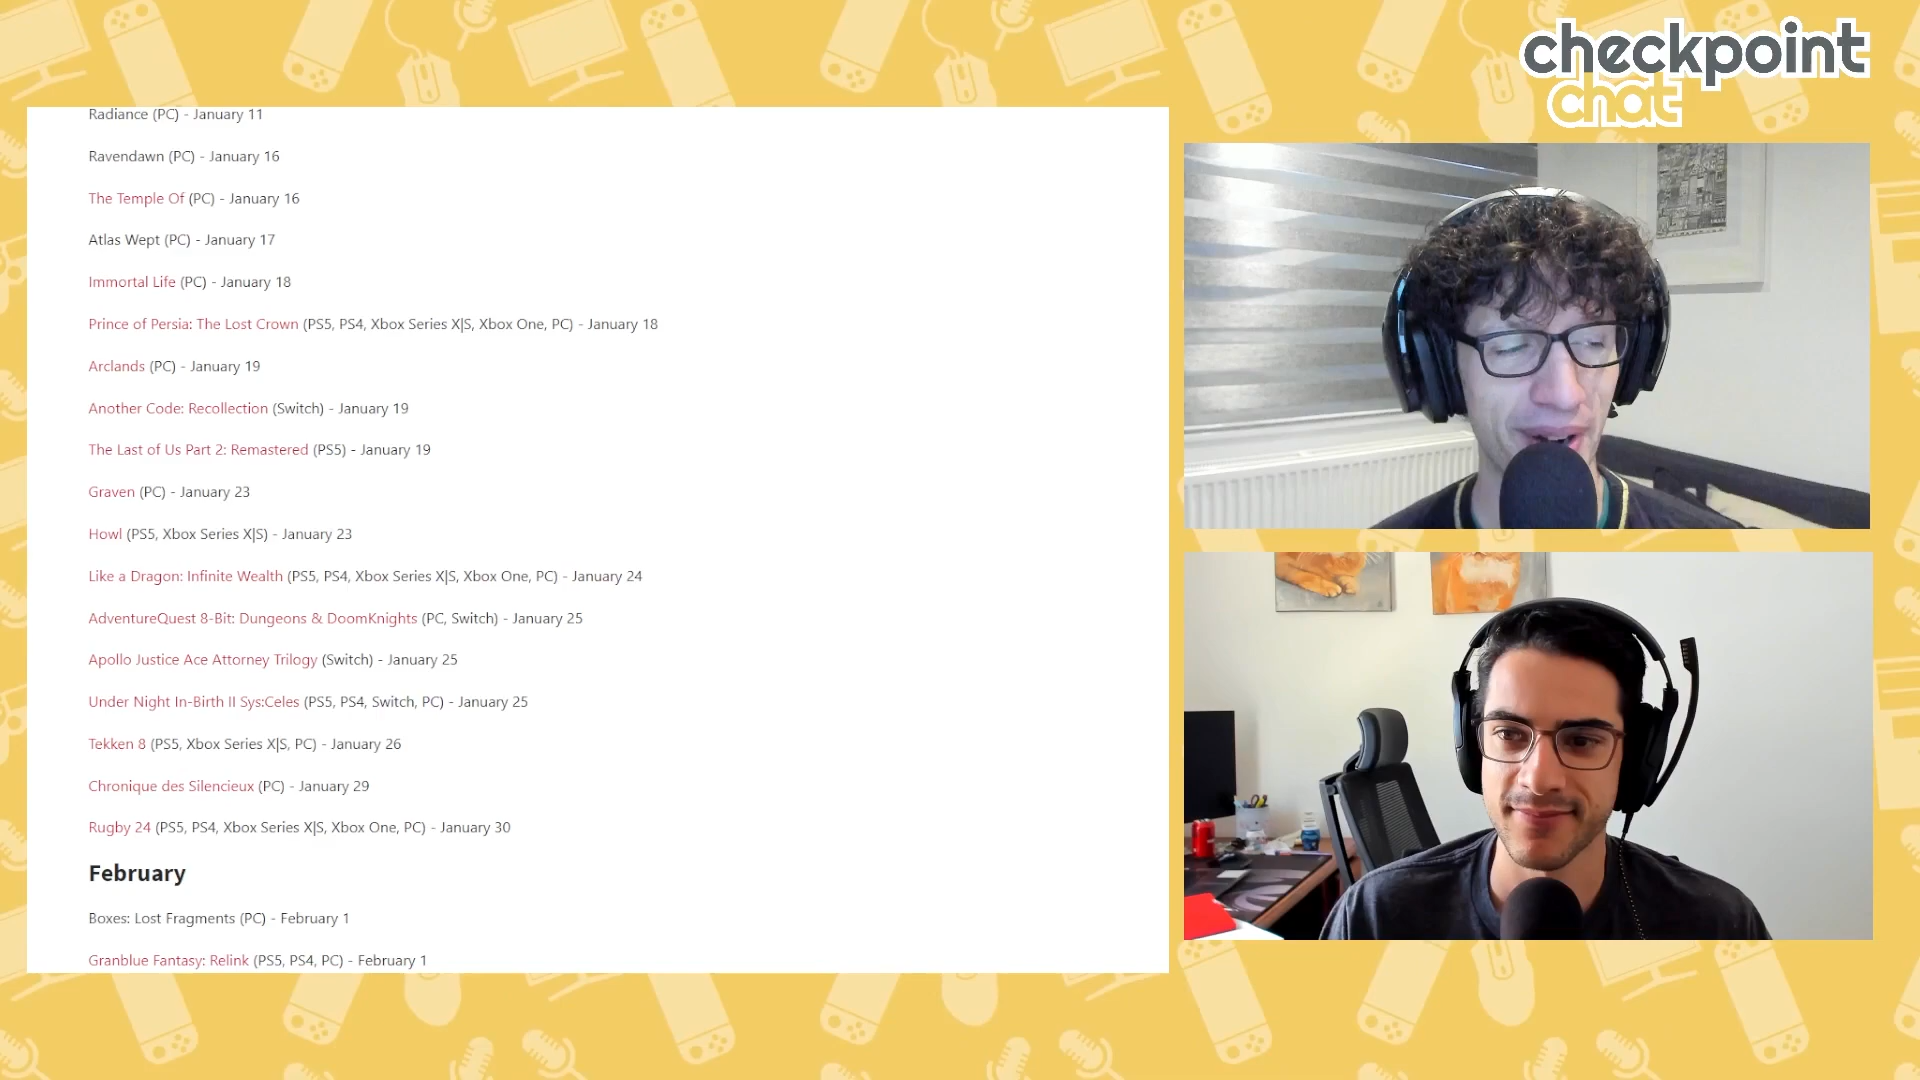 checkpoint
chat
Radiance (PC) - January 11
Ravendawn (PC) - January 16
The Temple Of (PC) - January 16
Atlas Wept (PC) - January 17
Immortal Life (PC) - January 18
Prince of Persia: The Lost Crown (PS5, PS4, Xbox Series X|S, Xbox One, PC) - January 18
Arclands (PC) - January 19
Another Code: Recollection (Switch) - January 19
The Last of Us Part 2: Remastered (PS5) - January 19
Graven (PC) - January 23
Howl (PS5, Xbox Series X|S) - January 23
Like a Dragon: Infinite Wealth (PS5, PS4, Xbox Series X|S, Xbox One, PC) - January 24
AdventureQuest 8-Bit: Dungeons & DoomKnights (PC, Switch) - January 25
Apollo Justice Ace Attorney Trilogy (Switch) - January 25
Under Night In-Birth II Sys:Celes (PS5, PS4, Switch, PC) - January 25
Tekken 8 (PS5, Xbox Series X|S, PC) - January 26
Chronique des Silencieux (PC) - January 29
Rugby 24 (PS5, PS4, Xbox Series X|S, Xbox One, PC) - January 30
February
Boxes: Lost Fragments (PC) - February 1
Granblue Fantasy: Relink (PS5, PS4, PC) - February 1